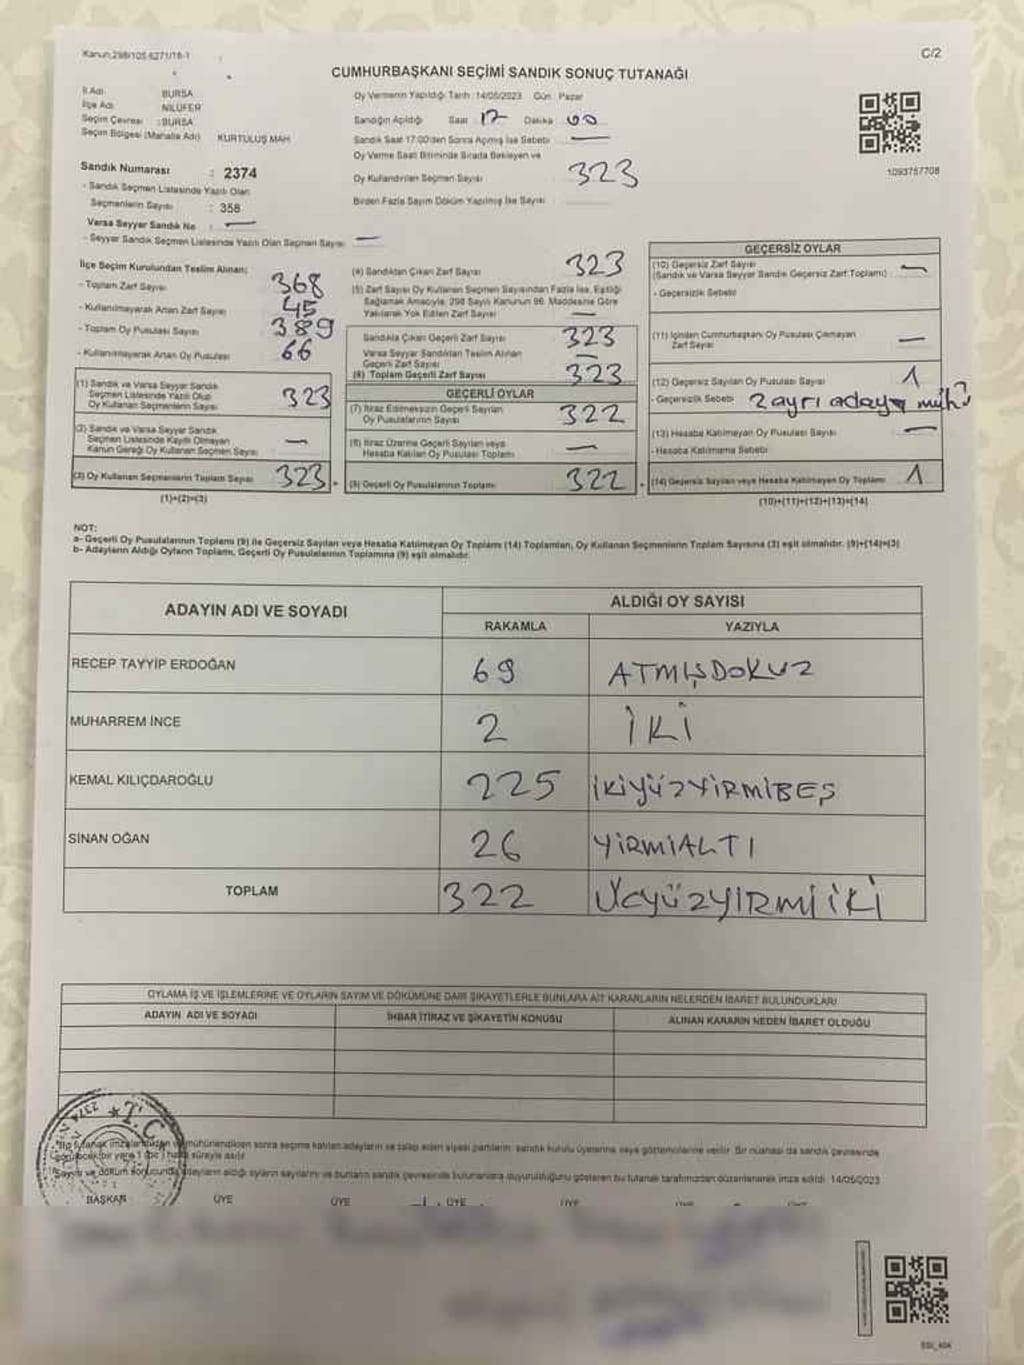 Kanun:298/105 6271/18-1
C/2
CUMHURBAŞKANI SEÇİMİ SANDIK SONUÇ TUTANAĞI
İl Adı BURSA
İlçe Adı NİLÜFER
Seçim Çevresi : BURSA
Seçim Bölgesi (Mahalle Adı) KURTULUŞ MAH
Sandık Numarası : 2374
- Sandık Seçmen Listesinde Yazılı Olan
Seçmenlerin Sayısı : 358
Varsa Seyyar Sandık No : —
- Seyyar Sandık Seçmen Listesinde Yazılı Olan Seçmen Sayısı —
Oy Vermenin Yapıldığı Tarih :14/05/2023 Gün : Pazar
Sandığın Açıldığı Saat 17 Dakika 00
Sandık Saat 17:00'den Sonra Açılmış İse Sebebi —
Oy Verme Saati Bitiminde Sırada Bekleyen ve
Oy Kullandırılan Seçmen Sayısı 323
Birden Fazla Sayım Döküm Yapılmış İse Sayısı
1093757708
İlçe Seçim Kurulundan Teslim Alınan:
- Toplam Zarf Sayısı 368
- Kullanılmayarak Artan Zarf Sayısı 45
- Toplam Oy Pusulası Sayısı 389
- Kullanılmayarak Artan Oy Pusulası 66
(1) Sandık ve Varsa Seyyar Sandık
Seçmen Listesinde Yazılı Olup
Oy Kullanan Seçmenlerin Sayısı 323
(2) Sandık ve Varsa Seyyar Sandık
Seçmen Listesinde Kayıtlı Olmayan
Kanun Gereği Oy Kullanan Seçmen Sayısı —
(3) Oy Kullanan Seçmenlerin Toplam Sayısı 323
(1)+(2)=(3)
(4) Sandıktan Çıkan Zarf Sayısı 323
(5) Zarf Sayısı Oy Kullanan Seçmen Sayısından Fazla İse, Eşitliği
Sağlamak Amacıyla, 298 Sayılı Kanunun 98. Maddesine Göre
Yakılarak Yok Edilen Zarf Sayısı —
Sandıkla Çıkan Geçerli Zarf Sayısı 323
Varsa Seyyar Sandıktan Teslim Alınan
Geçerli Zarf Sayısı —
(6) Toplam Geçerli Zarf Sayısı 323
GEÇERLİ OYLAR
(7) İtiraz Edilmeksizin Geçerli Sayılan
Oy Pusulalarının Sayısı 322
(8) İtiraz Üzerine Geçerli Sayılan veya
Hesaba Katılan Oy Pusulası Toplamı —
(9) Geçerli Oy Pusulalarının Toplamı 322
GEÇERSİZ OYLAR
(10) Geçersiz Zarf Sayısı
(Sandık ve Varsa Seyyar Sandık Geçersiz Zarf Toplamı) —
- Geçersizlik Sebebi
(11) İçinden Cumhurbaşkanı Oy Pusulası Çıkmayan
Zarf Sayısı —
(12) Geçersiz Sayılan Oy Pusulası Sayısı 1
- Geçersizlik Sebebi 2 ayrı adaya
(13) Hesaba Katılmayan Oy Pusulası Sayısı —
- Hesaba Katılmama Sebebi
(14) Geçersiz Sayılan veya Hesaba Katılmayan Oy Toplamı 1
(10)+(11)+(12)+(13)=(14)
NOT:
a- Geçerli Oy Pusulalarının Toplamı (9) ile Geçersiz Sayılan veya Hesaba Katılmayan Oy Toplamı (14) Toplamları, Oy Kullanan Seçmenlerin Toplam Sayısına (3) eşit olmalıdır. (9)+(14)=(3)
b- Adayların Aldığı Oyların Toplamı, Geçerli Oy Pusulalarının Toplamına (9) eşit olmalıdır.
ADAYIN ADI VE SOYADI
ALDIĞI OY SAYISI
RAKAMLA YAZIYLA
RECEP TAYYİP ERDOĞAN 69 ATMIŞDOKUZ
MUHARREM İNCE 2 İKİ
KEMAL KILIÇDAROĞLU 225 İKİYÜZYİRMİBEŞ
SİNAN OĞAN 26 YİRMİALTI
TOPLAM 322 ÜÇYÜZYİRMİİKİ
OYLAMA İŞ VE İŞLEMLERİNE VE OYLARIN SAYIM VE DÖKÜMÜNE DAİR ŞİKAYETLERLE BUNLARA AİT KARARLARIN NELERDEN İBARET BULUNDUKLARI
ADAYIN ADI VE SOYADI İHBAR İTİRAZ VE ŞİKAYETİN KONUSU ALINAN KARARIN NEDEN İBARET OLDUĞU
2374 T.C.
tutanak imzalanmadan mühürlendikten sonra seçime katılan adayların ve talep eden siyasi partilerin sandık kurulu üyelerine veya gözlemcilerine verilir. Bir nüshası da sandık çevresinde
görülecek bir yere 1 (bir) hafta süreyle asılır
Sayım ve döküm sonucunda adayların aldığı oyların sayılarını ve bunların sandık çevresinde bulunanlara duyurulduğunu gösteren bu tutanak tarafımızdan düzenlenerek imza edildi 14/05/2023
BAŞKAN ÜYE ÜYE ÜYE ÜYE ÜYE ÜYE